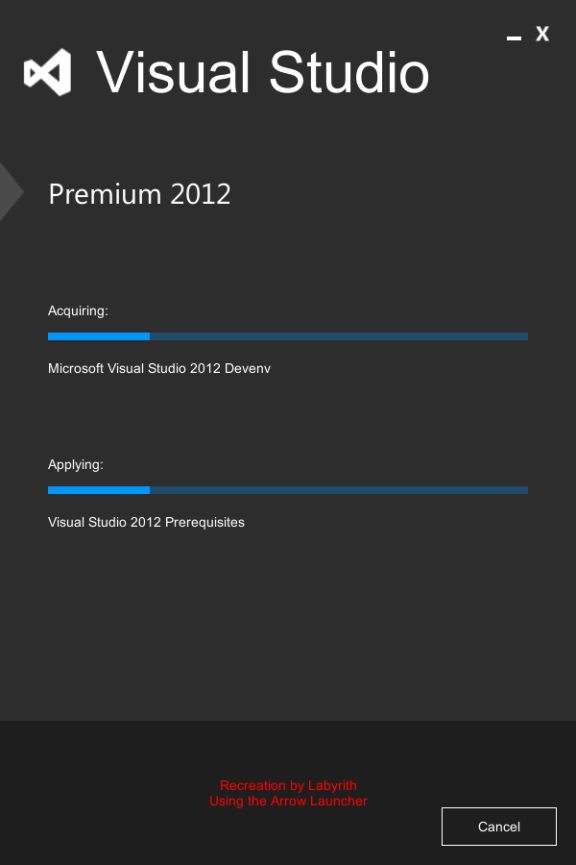 Visual Studio
Premium 2012
Acquiring:
Microsoft Visual Studio 2012 Devenv
Applying:
Visual Studio 2012 Prerequisites
Recreation by Labyrith
Using the Arrow Launcher
Cancel